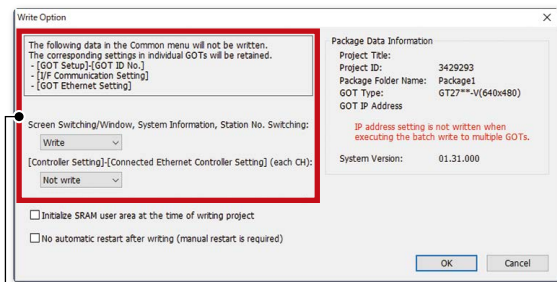 Write Option
The following data in the Common menu will not be written.
The corresponding settings in individual GOTs will be retained.
- [GOT Setup]-[GOT ID No.]
- [I/F Communication Setting]
- [GOT Ethernet Setting]
Screen Switching/Window, System Information, Station No. Switching:
Write
[Controller Setting]-[Connected Ethernet Controller Setting] (each CH):
Not write
Initialize SRAM user area at the time of writing project
No automatic restart after writing (manual restart is required)
Package Data Information
Project Title:
Project ID: 3429293
Package Folder Name: Package1
GOT Type: GT27**-V(640x480)
GOT IP Address
IP address setting is not written when
executing the batch write to multiple GOTs.
System Version: 01.31.000
OK Cancel